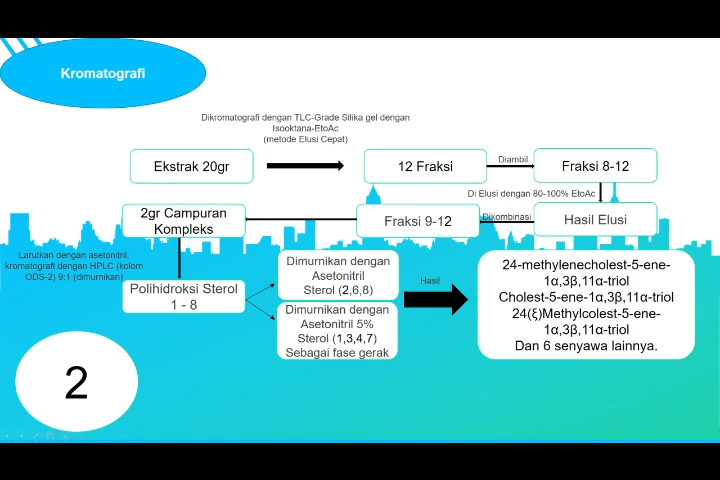 Kromatografi
Dikromatografi dengan TLC-Grade Silika gel dengan
Isooktana-EtoAc
(metode Elusi Cepat)
Ekstrak 20gr
12 Fraksi
Diambil
Fraksi 8-12
Di Elusi dengan 80-100% EtoAc
2gr Campuran
Kompleks
Fraksi 9-12
Dikombinasi
Hasil Elusi
Larutkan dengan asetonitril,
kromatografi dengan HPLC (kolom
ODS-2) 9:1 (dimurnikan)
Polihidroksi Sterol
1 - 8
Dimurnikan dengan
Asetonitril
Sterol (2,6,8)
Dimurnikan dengan
Asetonitril 5%
Sterol (1,3,4,7)
Sebagai fase gerak
Hasil
24-methylenecholest-5-ene-
1α,3β,11α-triol
Cholest-5-ene-1α,3β,11α-triol
24(ξ)Methylcolest-5-ene-
1α,3β,11α-triol
Dan 6 senyawa lainnya.
2